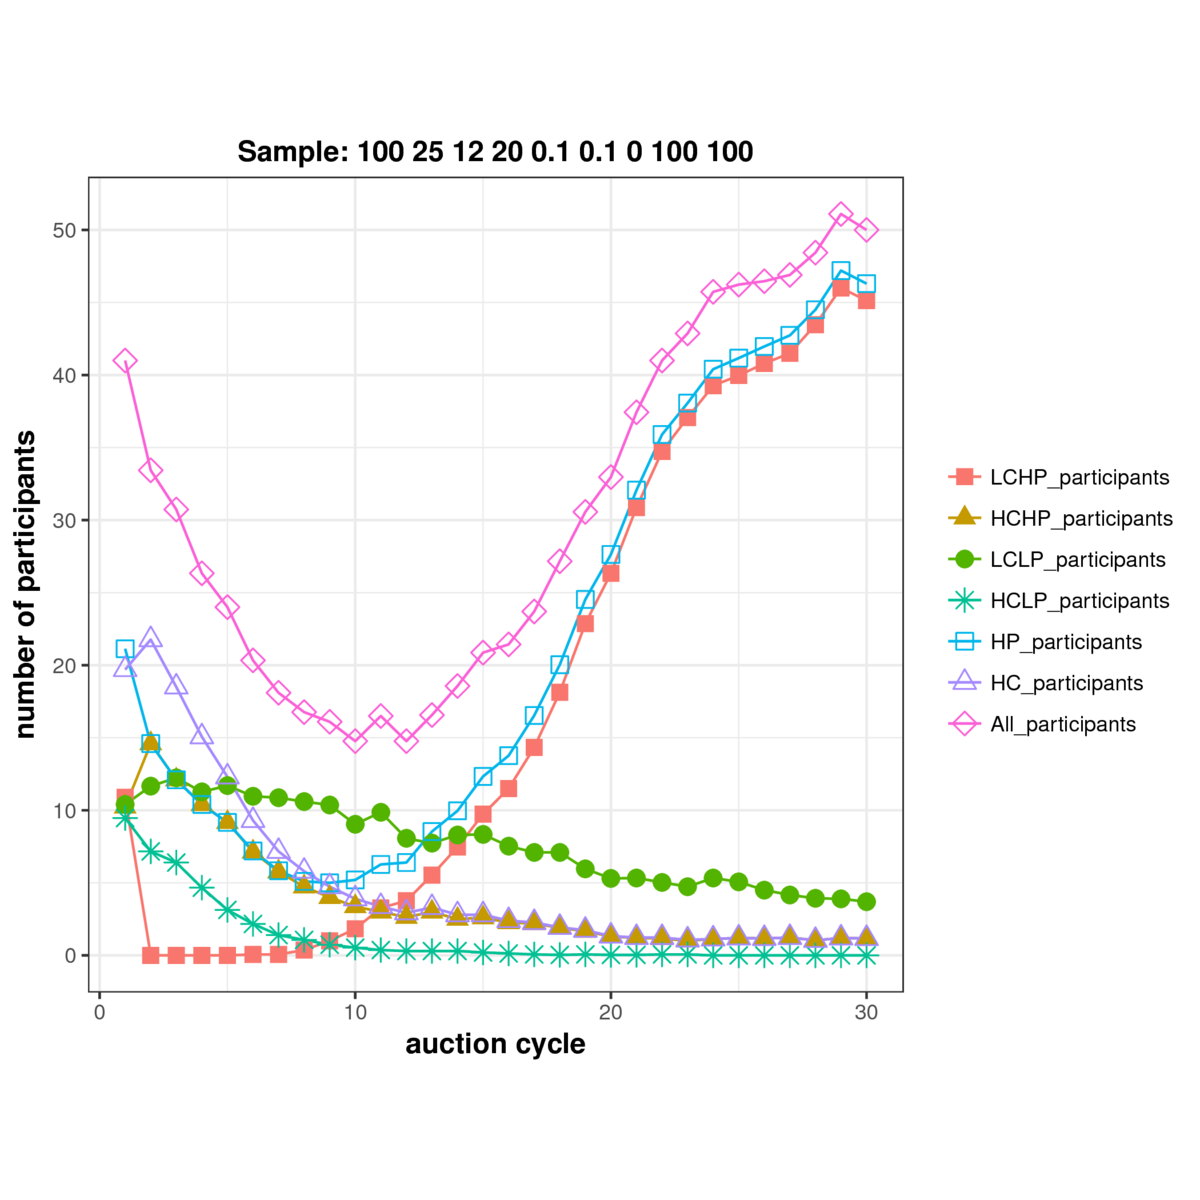 Sample: 100 25 12 20 0.1 0.1 0 100 100
number of participants
50
40
30
20
10
0
0 10 20 30
auction cycle
LCHP_participants
HCHP_participants
LCLP_participants
HCLP_participants
HP_participants
HC_participants
All_participants